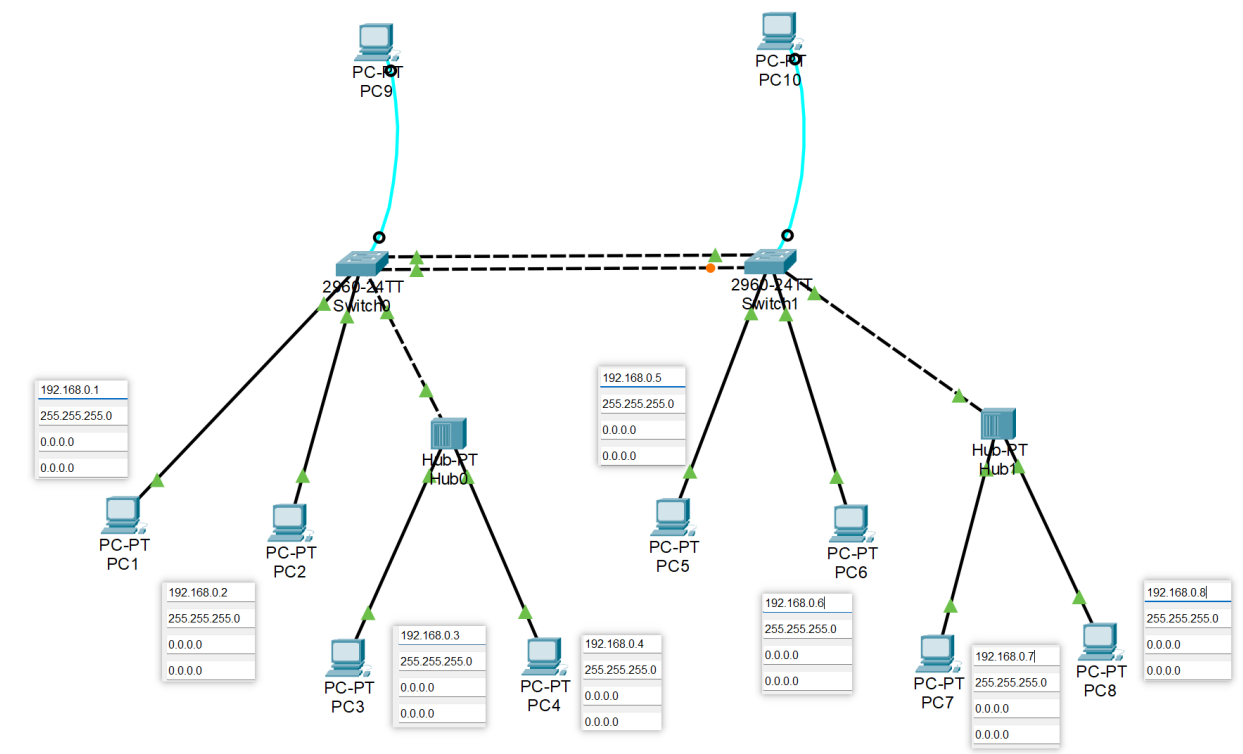 PC-PT
PC9
PC-PT
PC10
2960-24TT
Switch0
2960-24TT
Switch1
192.168.0.1
255.255.255.0
0.0.0.0
0.0.0.0
192.168.0.5
255.255.255.0
0.0.0.0
0.0.0.0
Hub-PT
Hub0
Hub-PT
Hub1
PC-PT
PC1
PC-PT
PC2
PC-PT
PC5
PC-PT
PC6
192.168.0.2
255.255.255.0
0.0.0.0
0.0.0.0
PC-PT
PC3
192.168.0.3
255.255.255.0
0.0.0.0
0.0.0.0
PC-PT
PC4
192.168.0.4
255.255.255.0
0.0.0.0
0.0.0.0
192.168.0.6
255.255.255.0
0.0.0.0
0.0.0.0
PC-PT
PC7
192.168.0.7
255.255.255.0
0.0.0.0
0.0.0.0
PC-PT
PC8
192.168.0.8
255.255.255.0
0.0.0.0
0.0.0.0